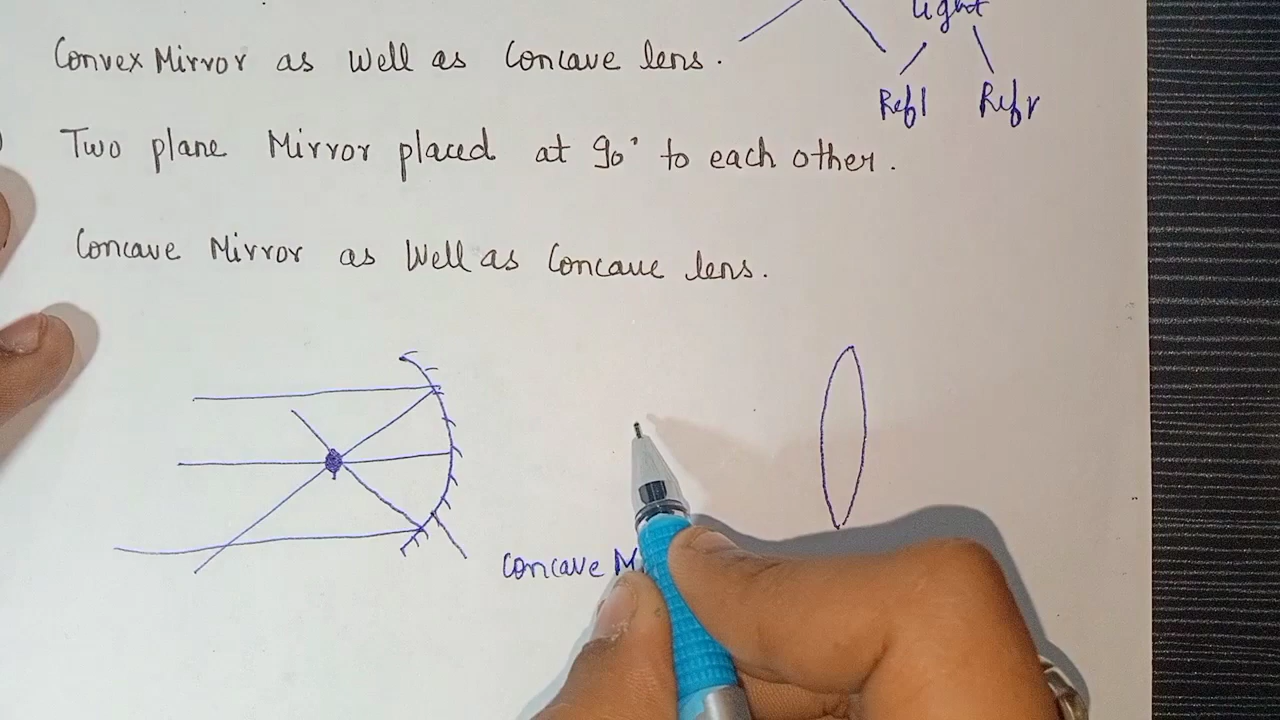 light
Convex Mirror as Well as Concave lens.
Refl Refr
Two plane Mirror placed at 90° to each other.
Concave Mirror as Well as Concave lens.
Concave M